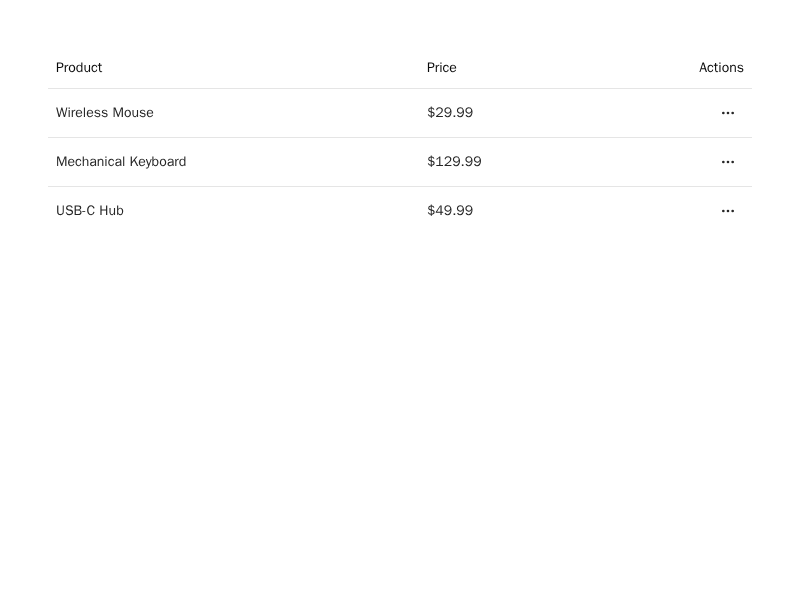 Product Price Actions
Wireless Mouse $29.99 •••
Mechanical Keyboard $129.99 •••
USB-C Hub $49.99 •••